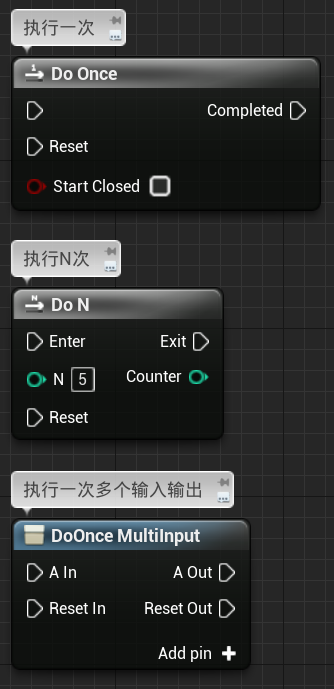 执行一次
Do Once
Completed
Reset
Start Closed
执行N次
N
Do N
Enter Exit
N 5 Counter
Reset
执行一次多个输入输出
DoOnce MultiInput
A In A Out
Reset In Reset Out
Add pin +